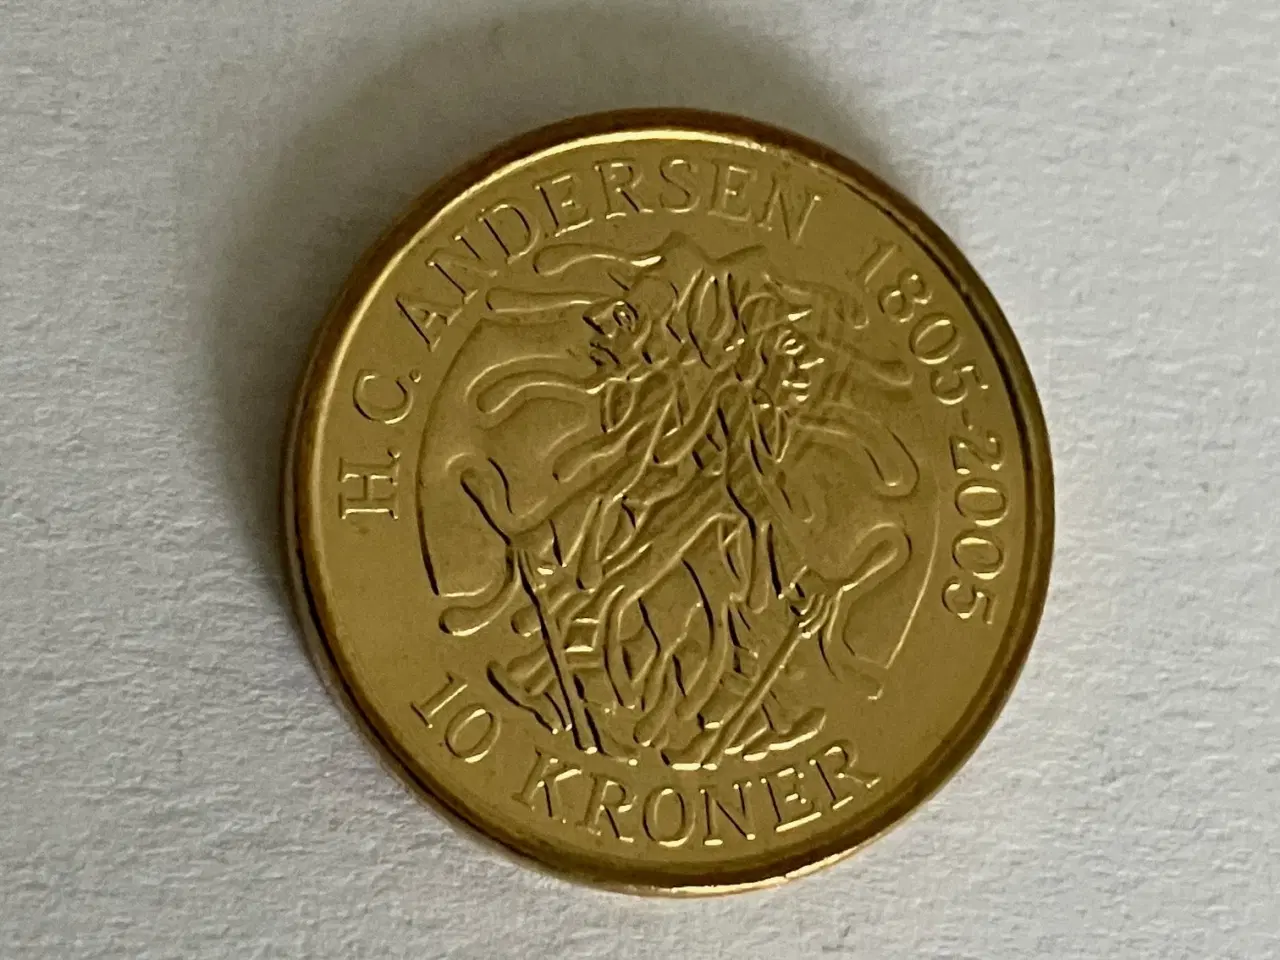 H. C. ANDERSEN 1805-2005
10 KRONER